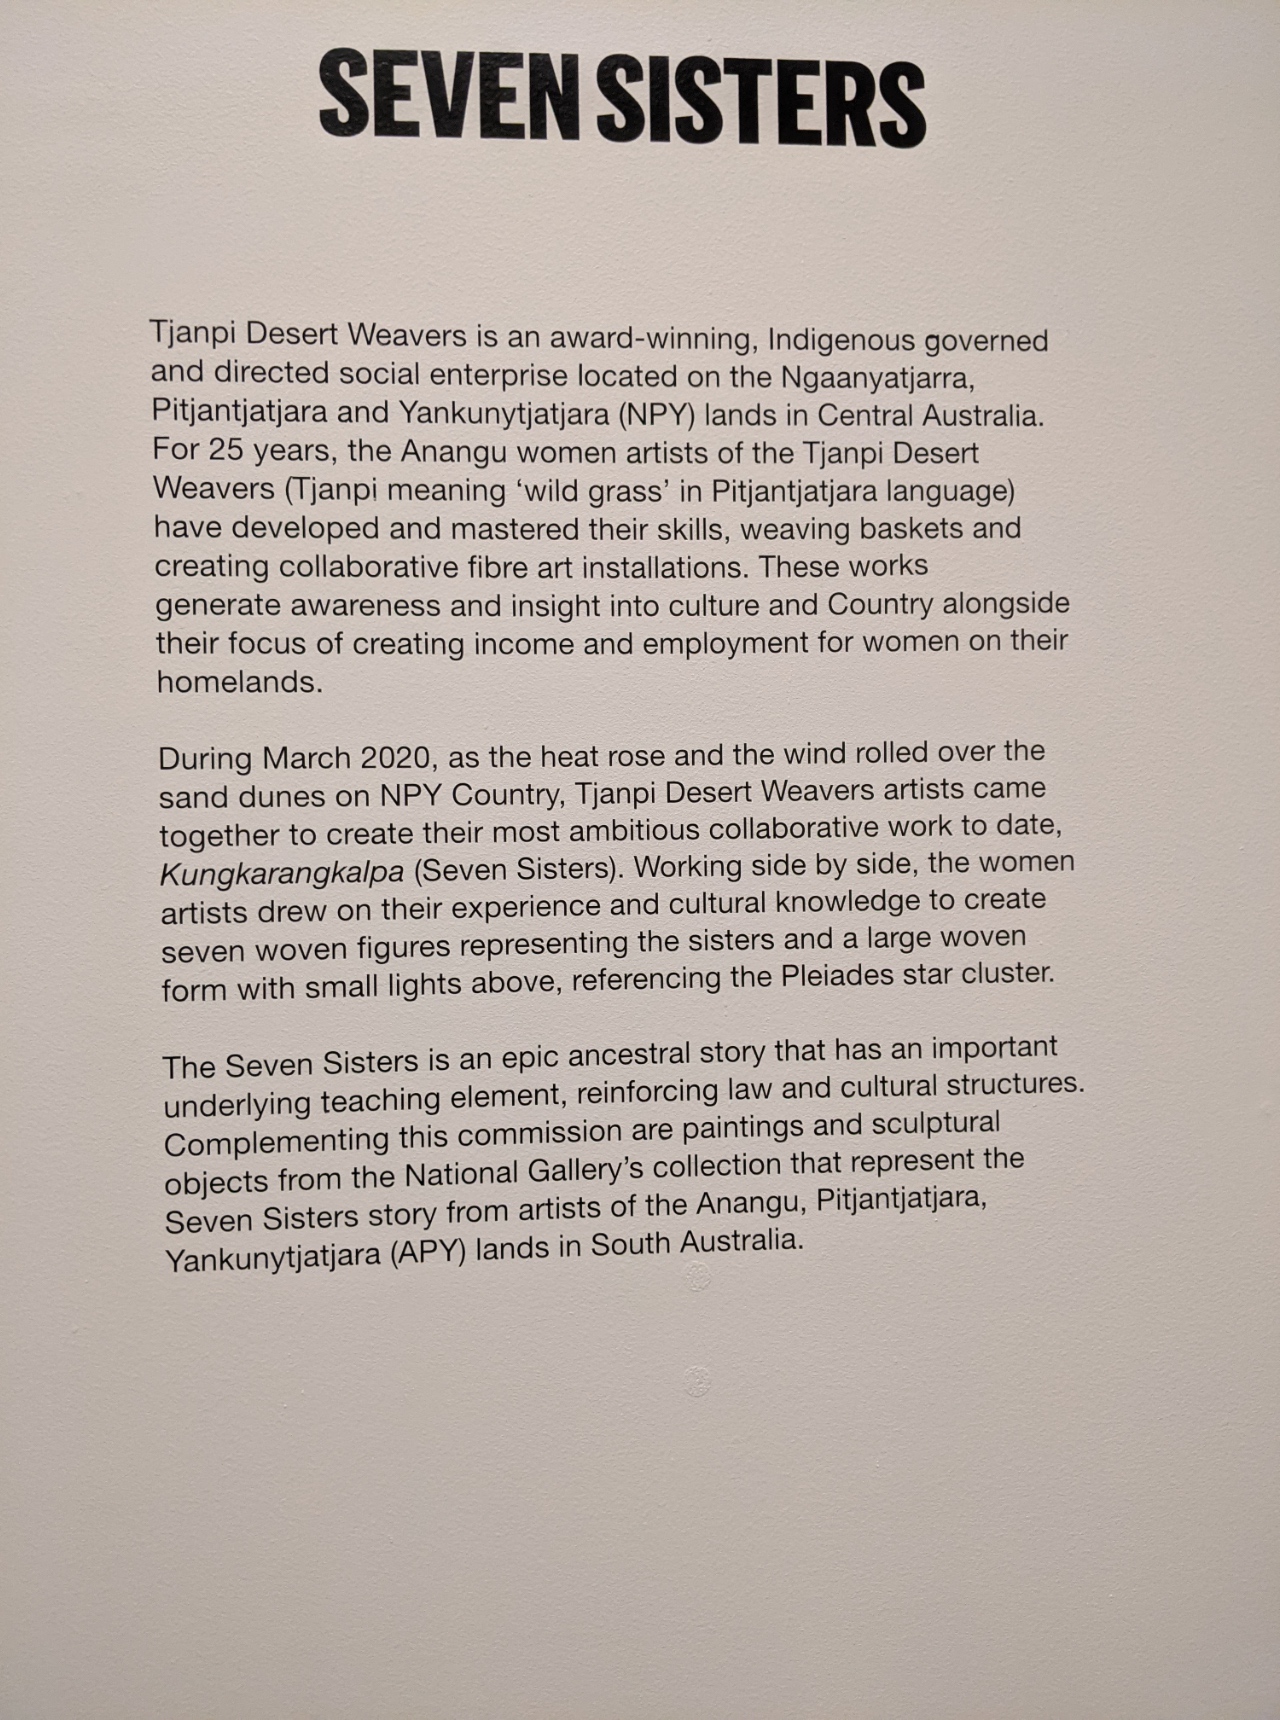 SEVEN SISTERS
Tjanpi Desert Weavers is an award-winning, Indigenous governed
and directed social enterprise located on the Ngaanyatjarra,
Pitjantjatjara and Yankunytjatjara (NPY) lands in Central Australia.
For 25 years, the Anangu women artists of the Tjanpi Desert
Weavers (Tjanpi meaning ‘wild grass’ in Pitjantjatjara language)
have developed and mastered their skills, weaving baskets and
creating collaborative fibre art installations. These works
generate awareness and insight into culture and Country alongside
their focus of creating income and employment for women on their
homelands.
During March 2020, as the heat rose and the wind rolled over the
sand dunes on NPY Country, Tjanpi Desert Weavers artists came
together to create their most ambitious collaborative work to date,
Kungkarangkalpa (Seven Sisters). Working side by side, the women
artists drew on their experience and cultural knowledge to create
seven woven figures representing the sisters and a large woven
form with small lights above, referencing the Pleiades star cluster.
The Seven Sisters is an epic ancestral story that has an important
underlying teaching element, reinforcing law and cultural structures.
Complementing this commission are paintings and sculptural
objects from the National Gallery’s collection that represent the
Seven Sisters story from artists of the Anangu, Pitjantjatjara,
Yankunytjatjara (APY) lands in South Australia.